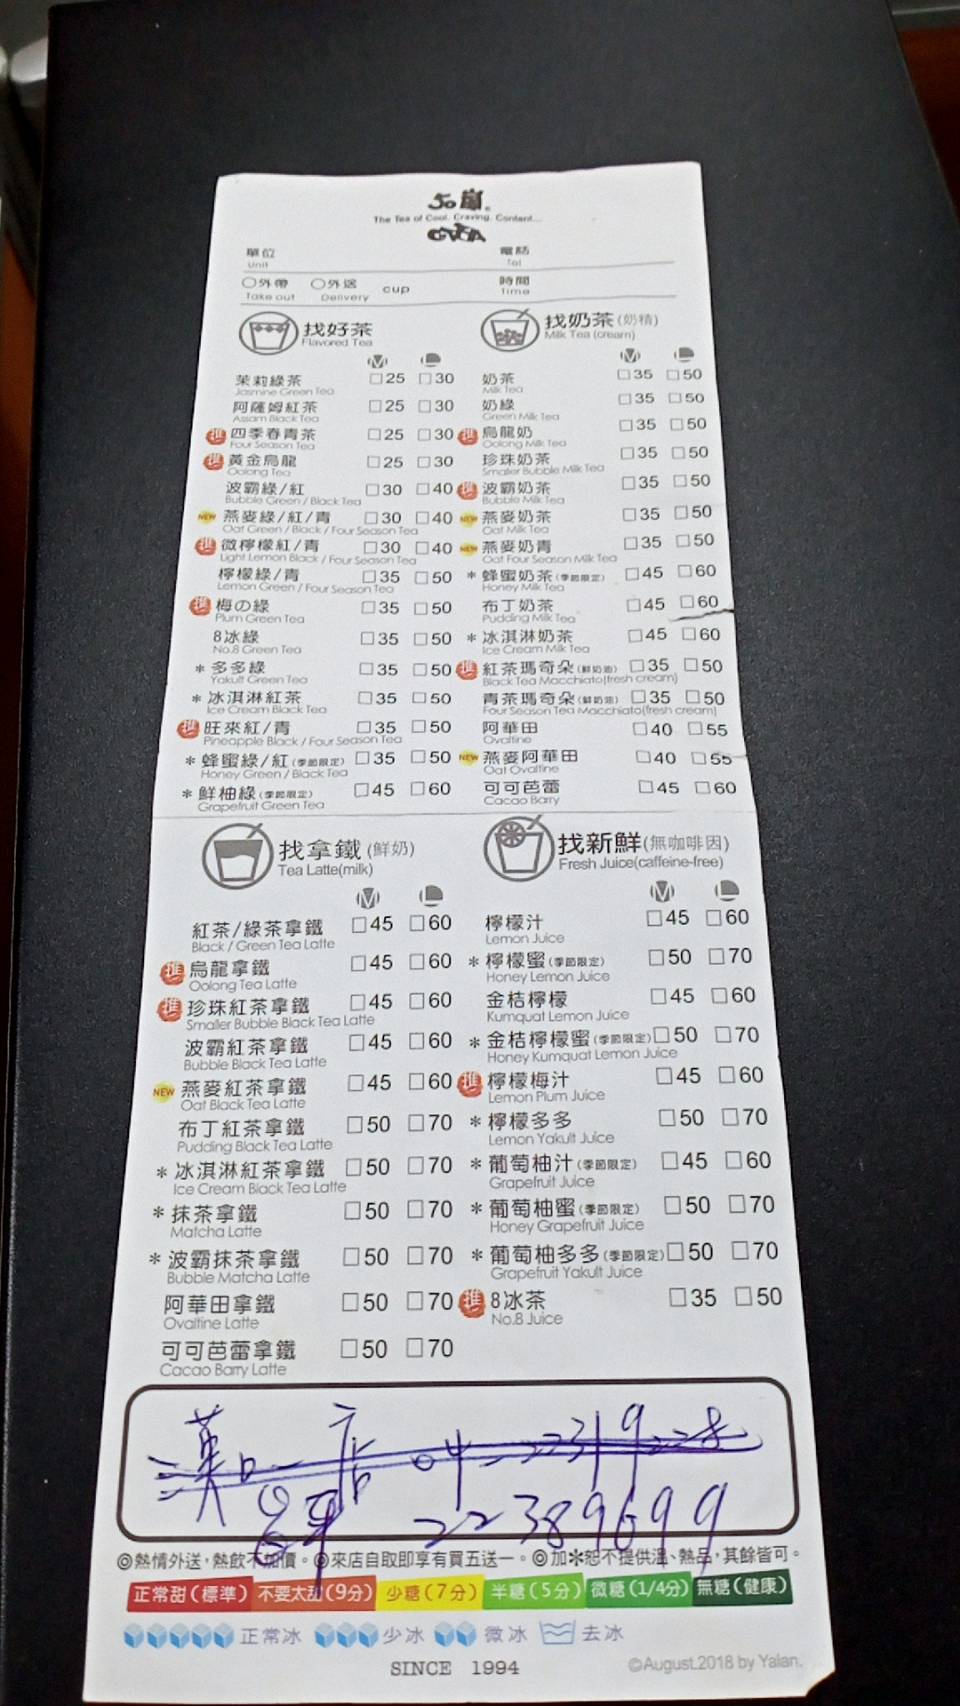 50嵐.
The Tea of Cool. Craving. Content...
單位 電話
Unit Tel
○外帶 ○外送 cup 時間
Take out Delivery Time
找好茶
Flavored Tea
M L
茉莉綠茶 □25 □30
Jasmine Green Tea
阿薩姆紅茶 □25 □30
Assam Black Tea
推 四季春青茶 □25 □30
Four Season Tea
推 黃金烏龍 □25 □30
Oolong Tea
波霸綠/紅 □30 □40
Bubble Green / Black Tea
NEW 燕麥綠/紅/青 □30 □40
Oat Green / Black / Four Season Tea
推 微檸檬紅/青 □30 □40
Light Lemon Black / Four Season Tea
檸檬綠/青 □35 □50
Lemon Green / Four Season Tea
推 梅の綠 □35 □50
Plum Green Tea
8冰綠 □35 □50
No.8 Green Tea
* 多多綠 □35 □50
Yakult Green Tea
* 冰淇淋紅茶 □35 □50
Ice Cream Black Tea
推 旺來紅/青 □35 □50
Pineapple Black / Four Season Tea
* 蜂蜜綠/紅(季節限定) □35 □50
Honey Green / Black Tea
* 鮮柚綠(季節限定) □45 □60
Grapefruit Green Tea
找奶茶(奶精)
Milk Tea (cream)
M L
奶茶 □35 □50
Milk Tea
奶綠 □35 □50
Green Milk Tea
推 烏龍奶 □35 □50
Oolong Milk Tea
珍珠奶茶 □35 □50
Smaller Bubble Milk Tea
推 波霸奶茶 □35 □50
Bubble Milk Tea
NEW 燕麥奶茶 □35 □50
Oat Milk Tea
NEW 燕麥奶青 □35 □50
Oat Four Season Milk Tea
* 蜂蜜奶茶(季節限定) □45 □60
Honey Milk Tea
布丁奶茶 □45 □60
Pudding Milk Tea
* 冰淇淋奶茶 □45 □60
Ice Cream Milk Tea
推 紅茶瑪奇朵(鮮奶油) □35 □50
Black Tea Macchiato(fresh cream)
青茶瑪奇朵(鮮奶油) □35 □50
Four Season Tea Macchiato(fresh cream)
阿華田 □40 □55
Ovaltine
NEW 燕麥阿華田 □40 □55
Oat Ovaltine
可可芭蕾 □45 □60
Cacao Barry
找拿鐵(鮮奶)
Tea Latte(milk)
M L
紅茶/綠茶拿鐵 □45 □60
Black / Green Tea Latte
推 烏龍拿鐵 □45 □60
Oolong Tea Latte
推 珍珠紅茶拿鐵 □45 □60
Smaller Bubble Black Tea Latte
波霸紅茶拿鐵 □45 □60
Bubble Black Tea Latte
NEW 燕麥紅茶拿鐵 □45 □60
Oat Black Tea Latte
布丁紅茶拿鐵 □50 □70
Pudding Black Tea Latte
* 冰淇淋紅茶拿鐵 □50 □70
Ice Cream Black Tea Latte
* 抹茶拿鐵 □50 □70
Matcha Latte
* 波霸抹茶拿鐵 □50 □70
Bubble Matcha Latte
阿華田拿鐵 □50 □70
Ovaltine Latte
可可芭蕾拿鐵 □50 □70
Cacao Barry Latte
找新鮮(無咖啡因)
Fresh Juice(caffeine-free)
M L
檸檬汁 □45 □60
Lemon Juice
* 檸檬蜜(季節限定) □50 □70
Honey Lemon Juice
金桔檸檬 □45 □60
Kumquat Lemon Juice
* 金桔檸檬蜜(季節限定) □50 □70
Honey Kumquat Lemon Juice
推 檸檬梅汁 □45 □60
Lemon Plum Juice
* 檸檬多多 □50 □70
Lemon Yakult Juice
* 葡萄柚汁(季節限定) □45 □60
Grapefruit Juice
* 葡萄柚蜜(季節限定) □50 □70
Honey Grapefruit Juice
* 葡萄柚多多(季節限定) □50 □70
Grapefruit Yakult Juice
推 8冰茶 □35 □50
No.8 Juice
漢口店 04-22319228
昌平 22389699
◎熱情外送，熱飲不加價。◎來店自取即享有買五送一。◎加*恕不提供溫、熱品，其餘皆可。
正常甜(標準) 不要太甜(9分) 少糖(7分) 半糖(5分) 微糖(1/4分) 無糖(健康)
正常冰 少冰 微冰 去冰
SINCE 1994
©August.2018 by Yalan.